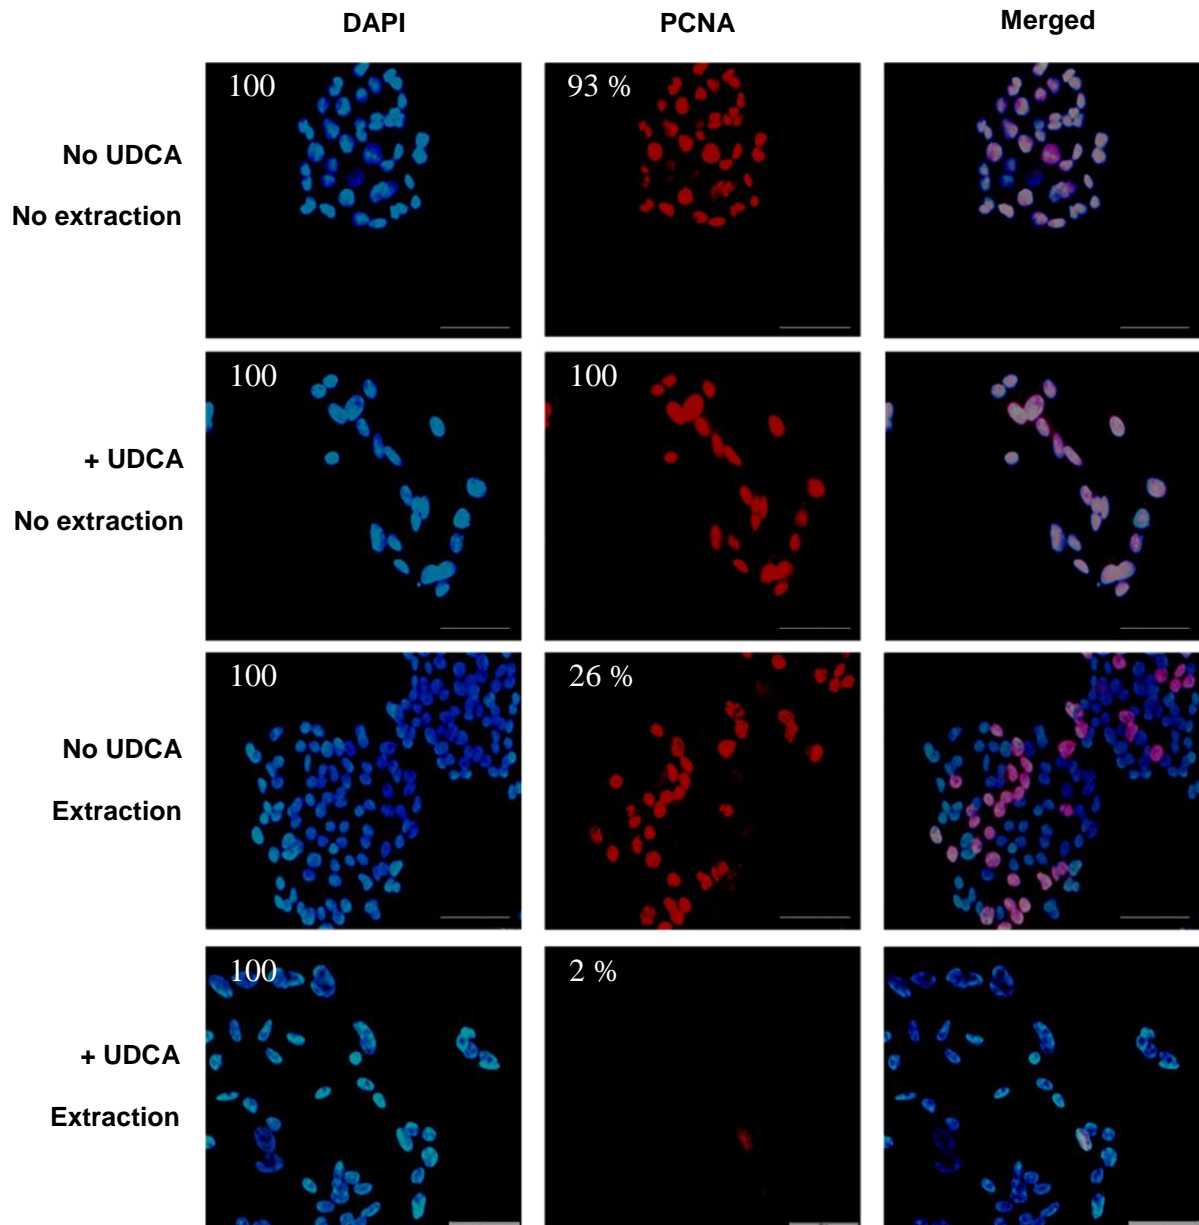 DAPI
PCNA
Merged
No UDCA
No extraction
100
93 %
+ UDCA
No extraction
100
100
No UDCA
Extraction
100
26 %
+ UDCA
Extraction
100
2 %